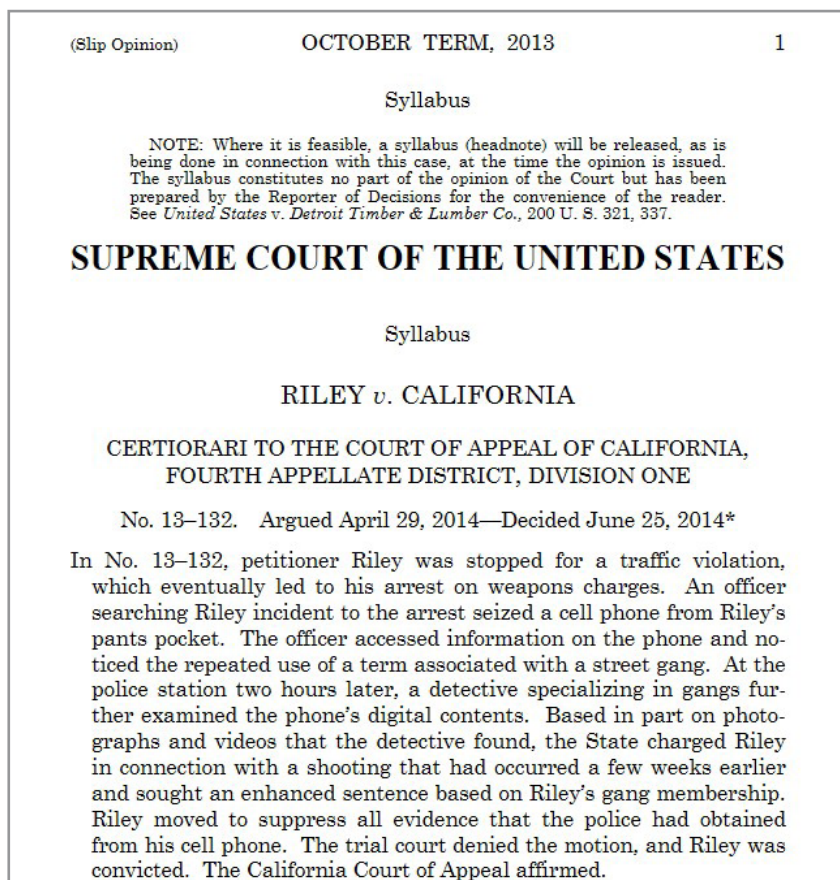 (Slip Opinion) OCTOBER TERM, 2013 1
Syllabus
NOTE: Where it is feasible, a syllabus (headnote) will be released, as is
being done in connection with this case, at the time the opinion is issued.
The syllabus constitutes no part of the opinion of the Court but has been
prepared by the Reporter of Decisions for the convenience of the reader.
See United States v. Detroit Timber & Lumber Co., 200 U. S. 321, 337.
SUPREME COURT OF THE UNITED STATES
Syllabus
RILEY v. CALIFORNIA
CERTIORARI TO THE COURT OF APPEAL OF CALIFORNIA,
FOURTH APPELLATE DISTRICT, DIVISION ONE
No. 13–132. Argued April 29, 2014—Decided June 25, 2014*
In No. 13–132, petitioner Riley was stopped for a traffic violation,
which eventually led to his arrest on weapons charges. An officer
searching Riley incident to the arrest seized a cell phone from Riley's
pants pocket. The officer accessed information on the phone and no-
ticed the repeated use of a term associated with a street gang. At the
police station two hours later, a detective specializing in gangs fur-
ther examined the phone's digital contents. Based in part on photo-
graphs and videos that the detective found, the State charged Riley
in connection with a shooting that had occurred a few weeks earlier
and sought an enhanced sentence based on Riley's gang membership.
Riley moved to suppress all evidence that the police had obtained
from his cell phone. The trial court denied the motion, and Riley was
convicted. The California Court of Appeal affirmed.